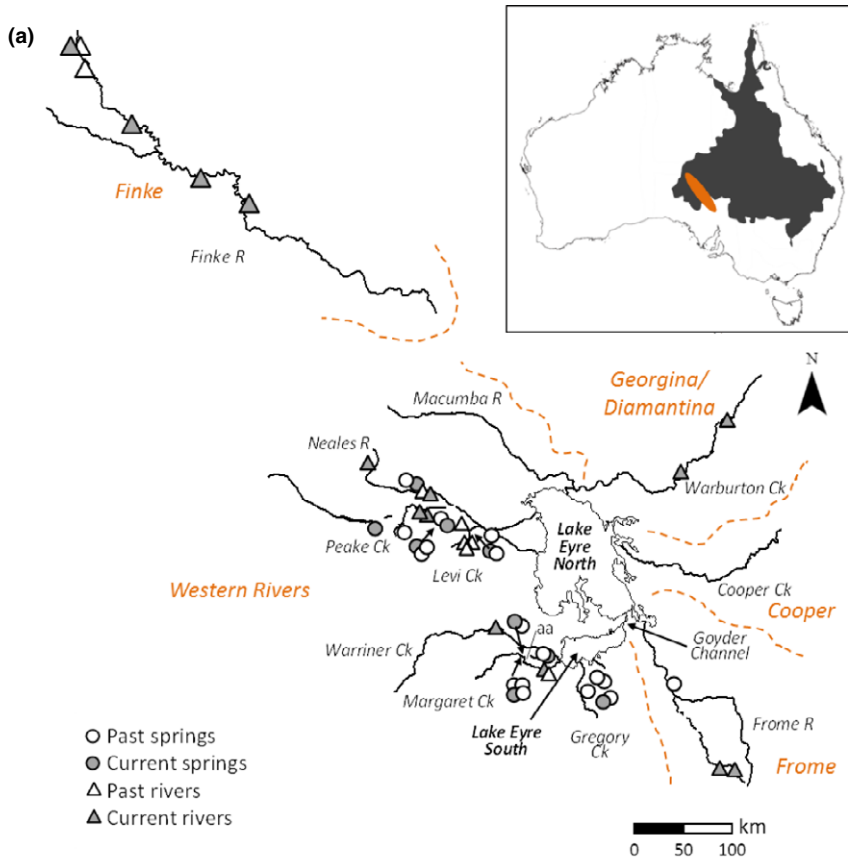 (a)
Finke
Finke R
N
Georgina/
Diamantina
Macumba R
Neales R
Warburton Ck
Lake
Eyre
North
Peake Ck
Levi Ck
Cooper Ck
Western Rivers
Cooper
aa
Goyder
Channel
Warriner Ck
Margaret Ck
Lake Eyre
South
Gregory
Ck
Frome R
Frome
Past springs
Current springs
Past rivers
Current rivers
km
0 50 100